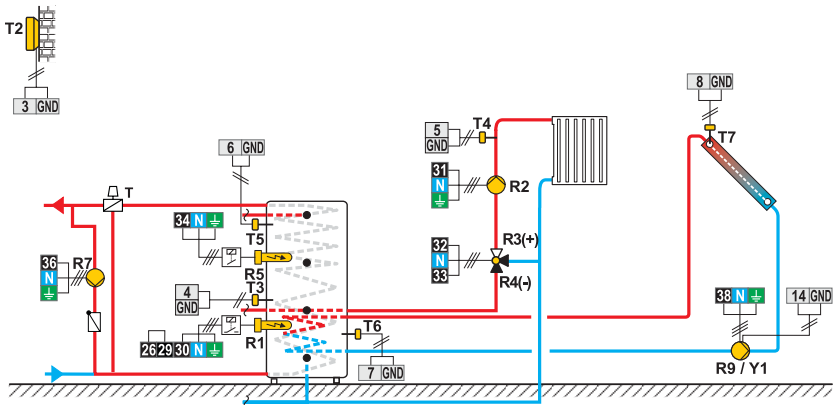 T2
3 GND
8 GND
T7
T4
5
GND
6 GND
31
N
R2
T
34 N
T5
R5
36
N
R7
32
N
33
R3(+)
R4(-)
4
GND
T3
T6
R1
26 29 30 N
7 GND
38 N
14 GND
R9 / Y1